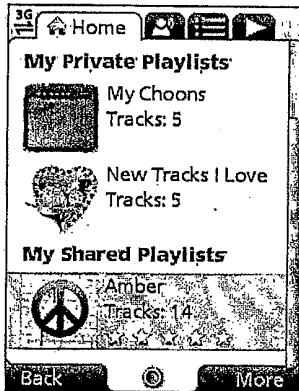 3G
Home
My Private Playlists
My Choons
Tracks: 5
New Tracks I Love
Tracks: 5
My Shared Playlists
Amber
Tracks: 14
Back
More